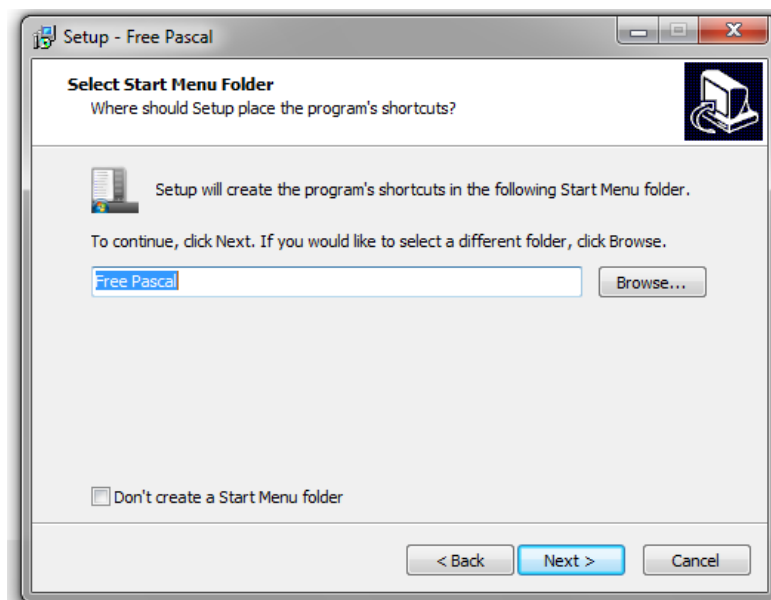 Setup - Free Pascal
Select Start Menu Folder
Where should Setup place the program's shortcuts?
Setup will create the program's shortcuts in the following Start Menu folder.
To continue, click Next. If you would like to select a different folder, click Browse.
Free Pascal
Browse...
Don't create a Start Menu folder
< Back
Next >
Cancel